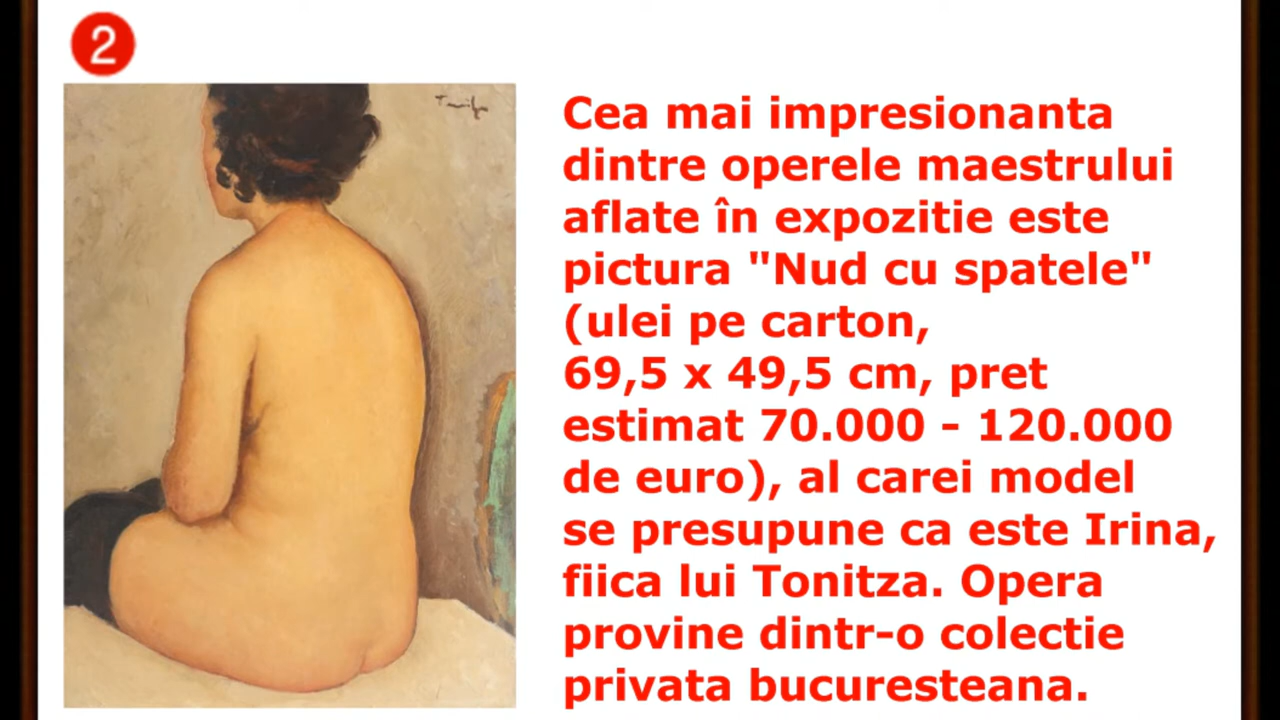 2
Tonitza
Cea mai impresionanta
dintre operele maestrului
aflate în expozitie este
pictura "Nud cu spatele"
(ulei pe carton,
69,5 x 49,5 cm, pret
estimat 70.000 - 120.000
de euro), al carei model
se presupune ca este Irina,
fiica lui Tonitza. Opera
provine dintr-o colectie
privata bucuresteana.